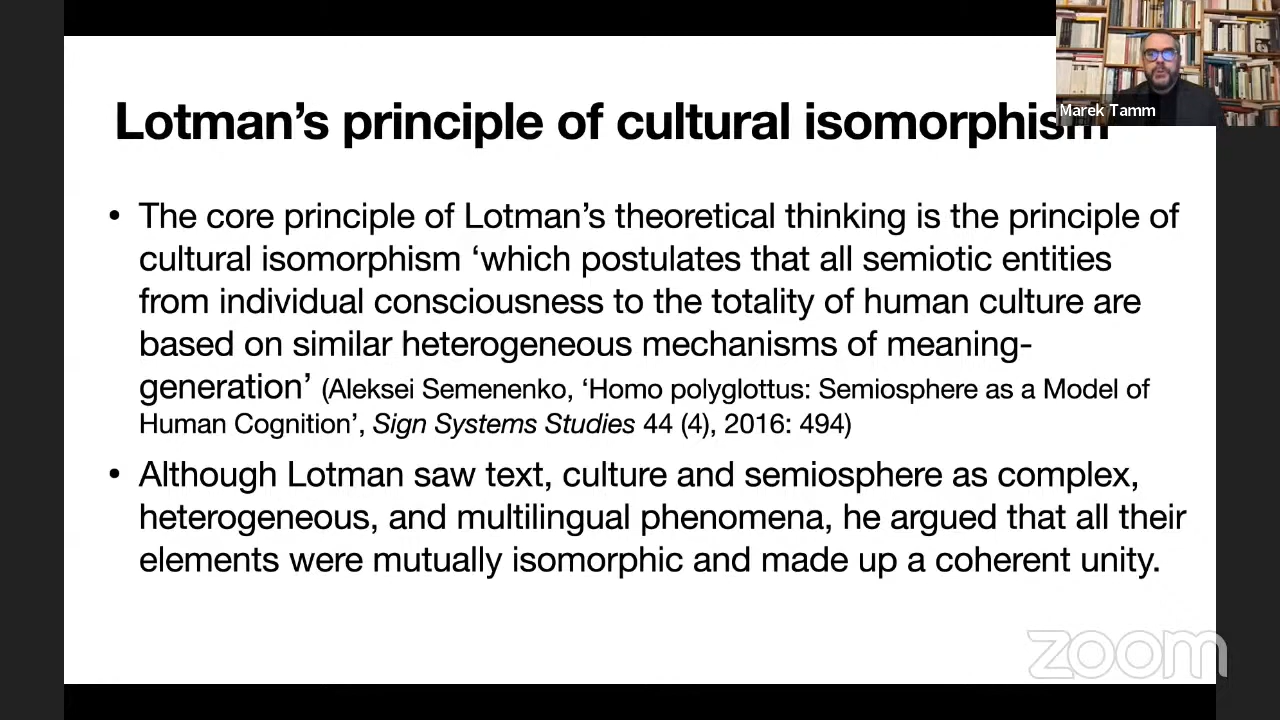 Lotman's principle of cultural isomorphism
Marek Tamm
• The core principle of Lotman's theoretical thinking is the principle of
cultural isomorphism ‘which postulates that all semiotic entities
from individual consciousness to the totality of human culture are
based on similar heterogeneous mechanisms of meaning-
generation’ (Aleksei Semenenko, ‘Homo polyglottus: Semiosphere as a Model of
Human Cognition’, Sign Systems Studies 44 (4), 2016: 494)
• Although Lotman saw text, culture and semiosphere as complex,
heterogeneous, and multilingual phenomena, he argued that all their
elements were mutually isomorphic and made up a coherent unity.
zoom